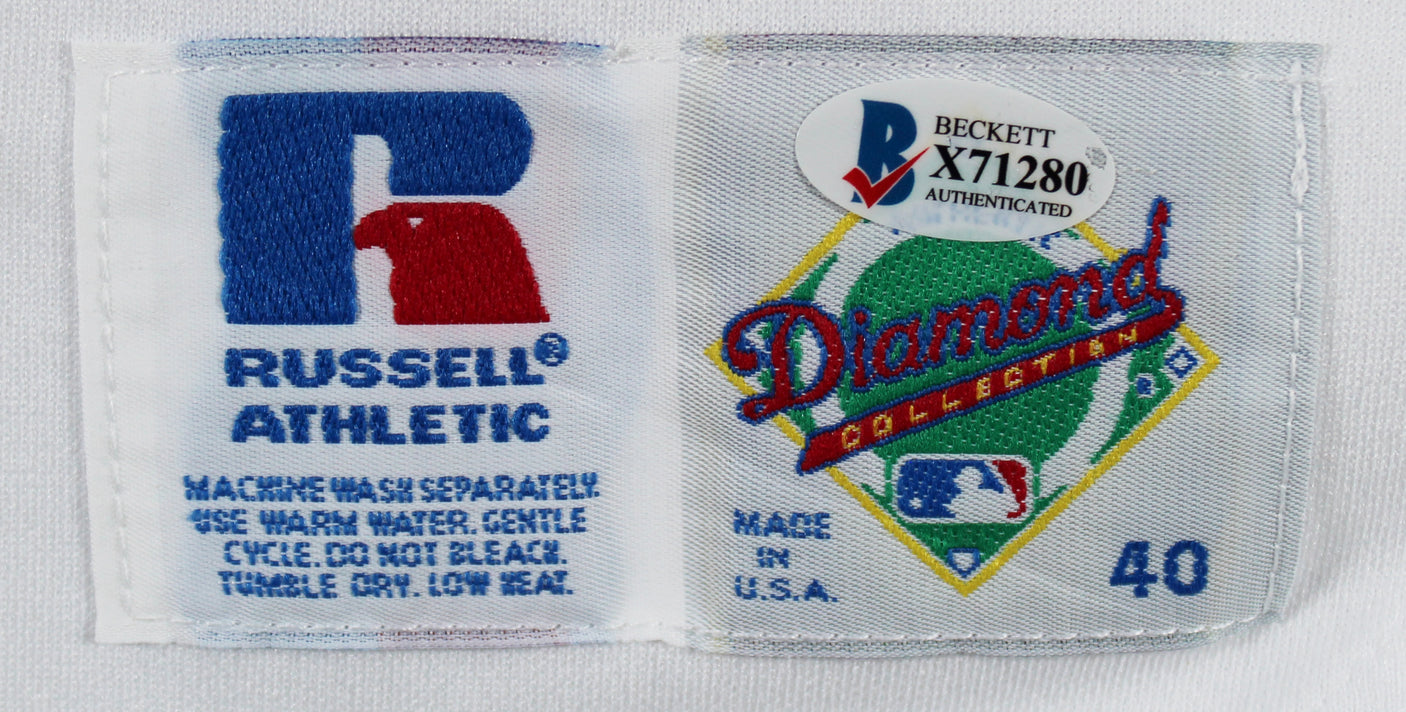 RUSSELL®
ATHLETIC
MACHINE WASH SEPARATELY.
USE WARM WATER. GENTLE
CYCLE. DO NOT BLEACH.
TUMBLE DRY. LOW HEAT.
BECKETT
X71280
AUTHENTICATED
Diamond
COLLECTION
MADE
IN
U.S.A.
40